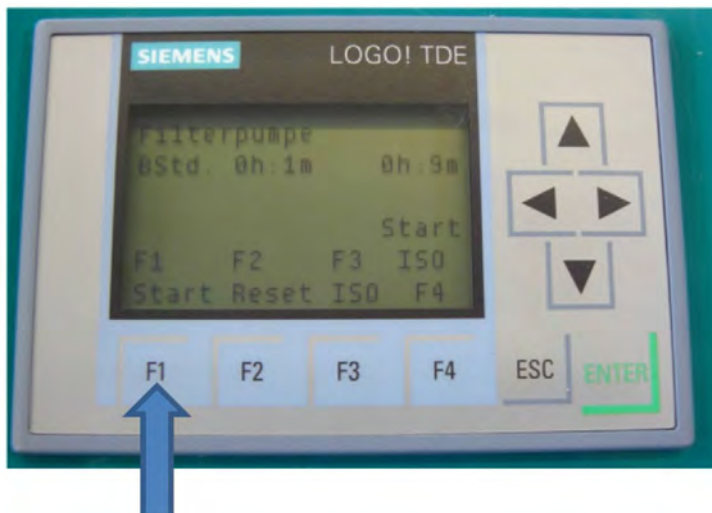 SIEMENS LOGO! TDE
Filterpumpe
BStd. 0h:1m 0h:9m
Start
F1 F2 F3 ISO
Start Reset ISO F4
F1 F2 F3 F4 ESC ENTER